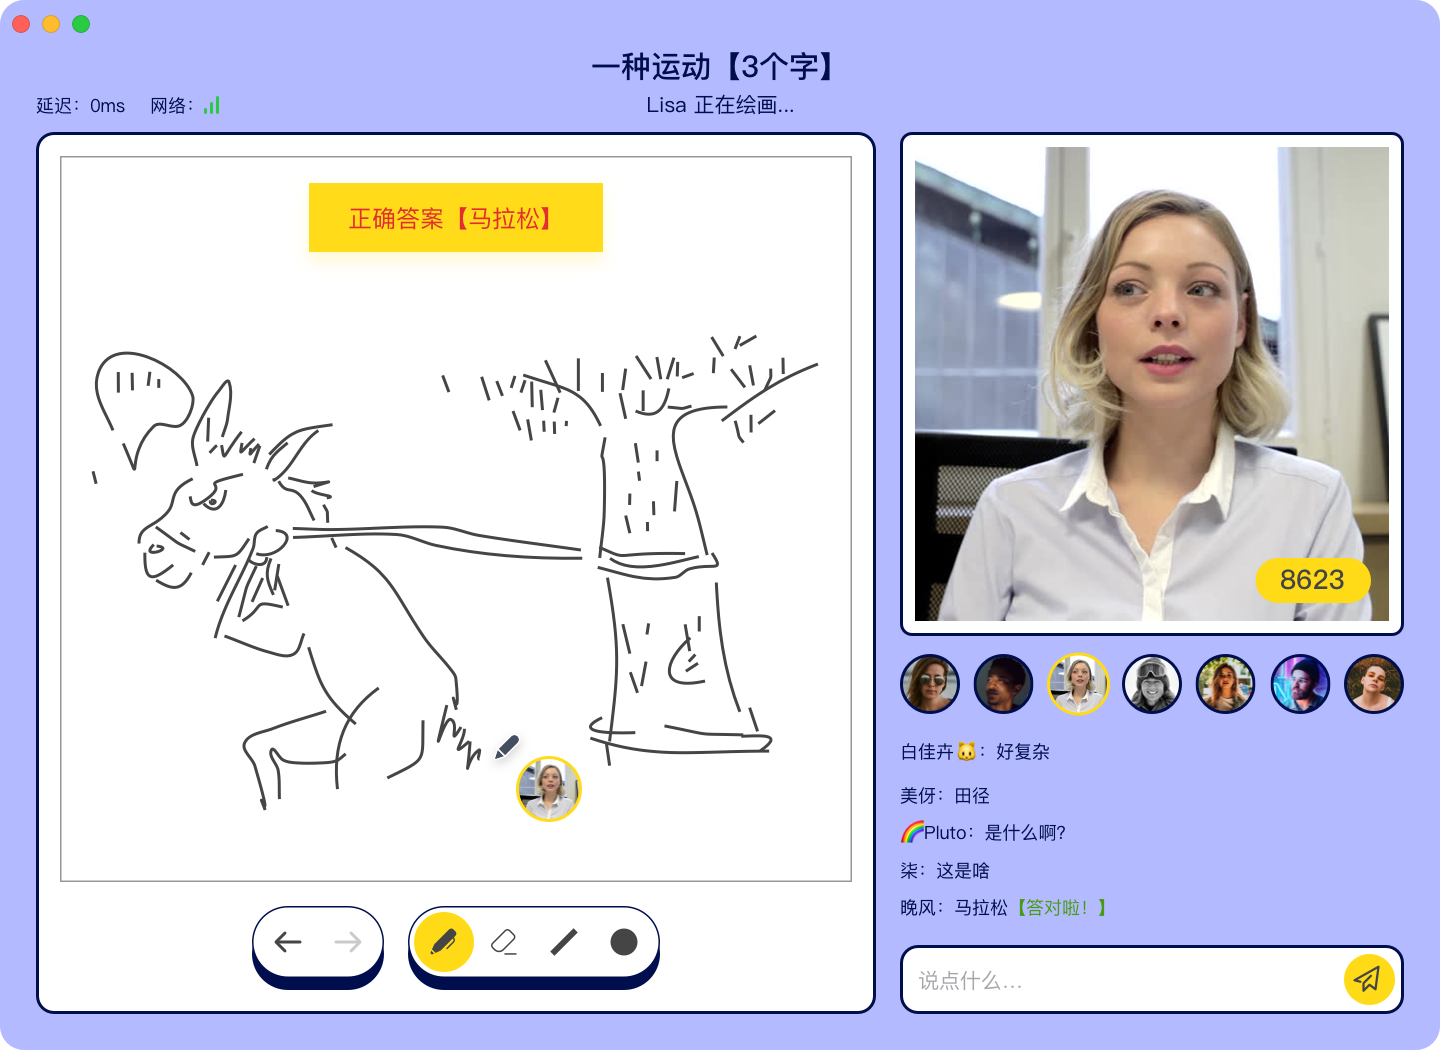 一种运动【3个字】
延迟：0ms 网络：
Lisa 正在绘画...
正确答案【马拉松】
8623
白佳卉🐱：好复杂
美伢：田径
🌈Pluto：是什么啊？
柒：这是啥
晚风：马拉松【答对啦！】
说点什么...